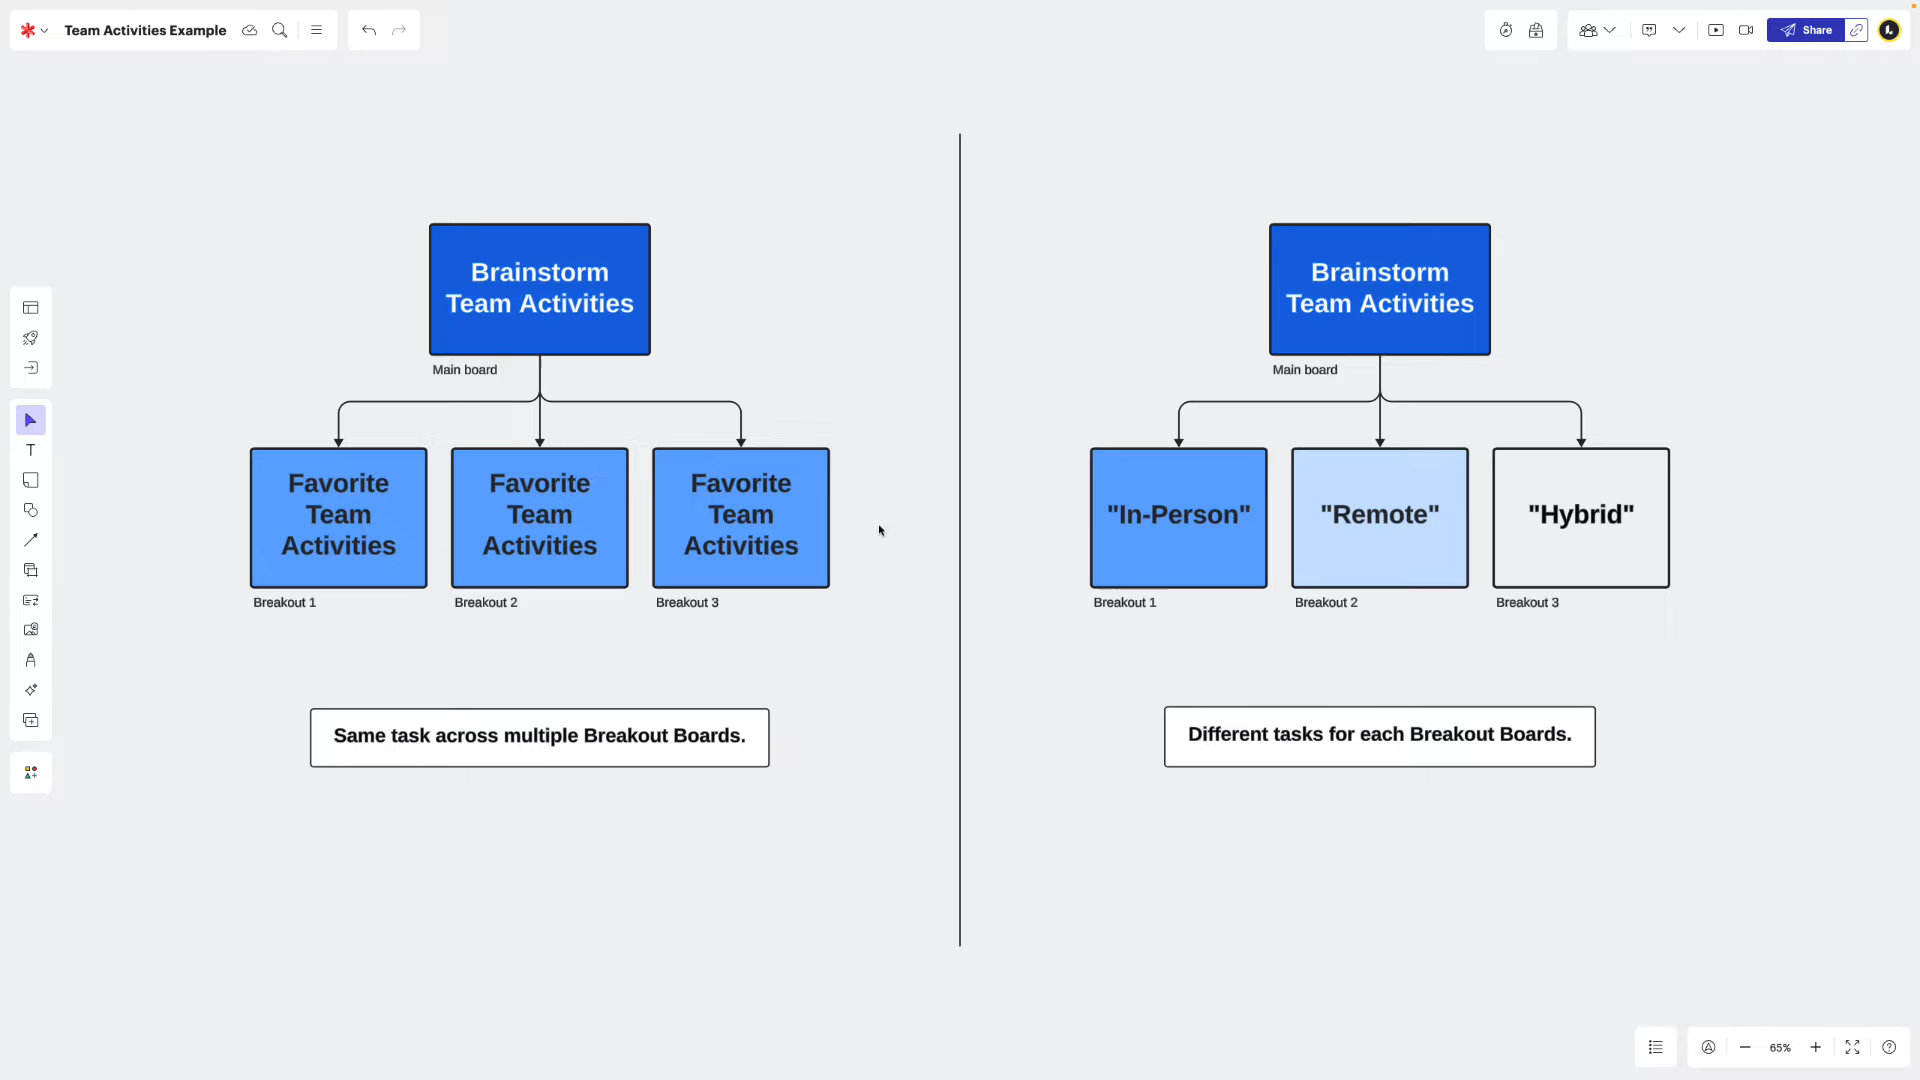 Team Activities Example
Share
Brainstorm
Team Activities
Main board
Favorite
Team
Activities
Breakout 1
Favorite
Team
Activities
Breakout 2
Favorite
Team
Activities
Breakout 3
Same task across multiple Breakout Boards.
Brainstorm
Team Activities
Main board
"In-Person"
Breakout 1
"Remote"
Breakout 2
"Hybrid"
Breakout 3
Different tasks for each Breakout Boards.
65%